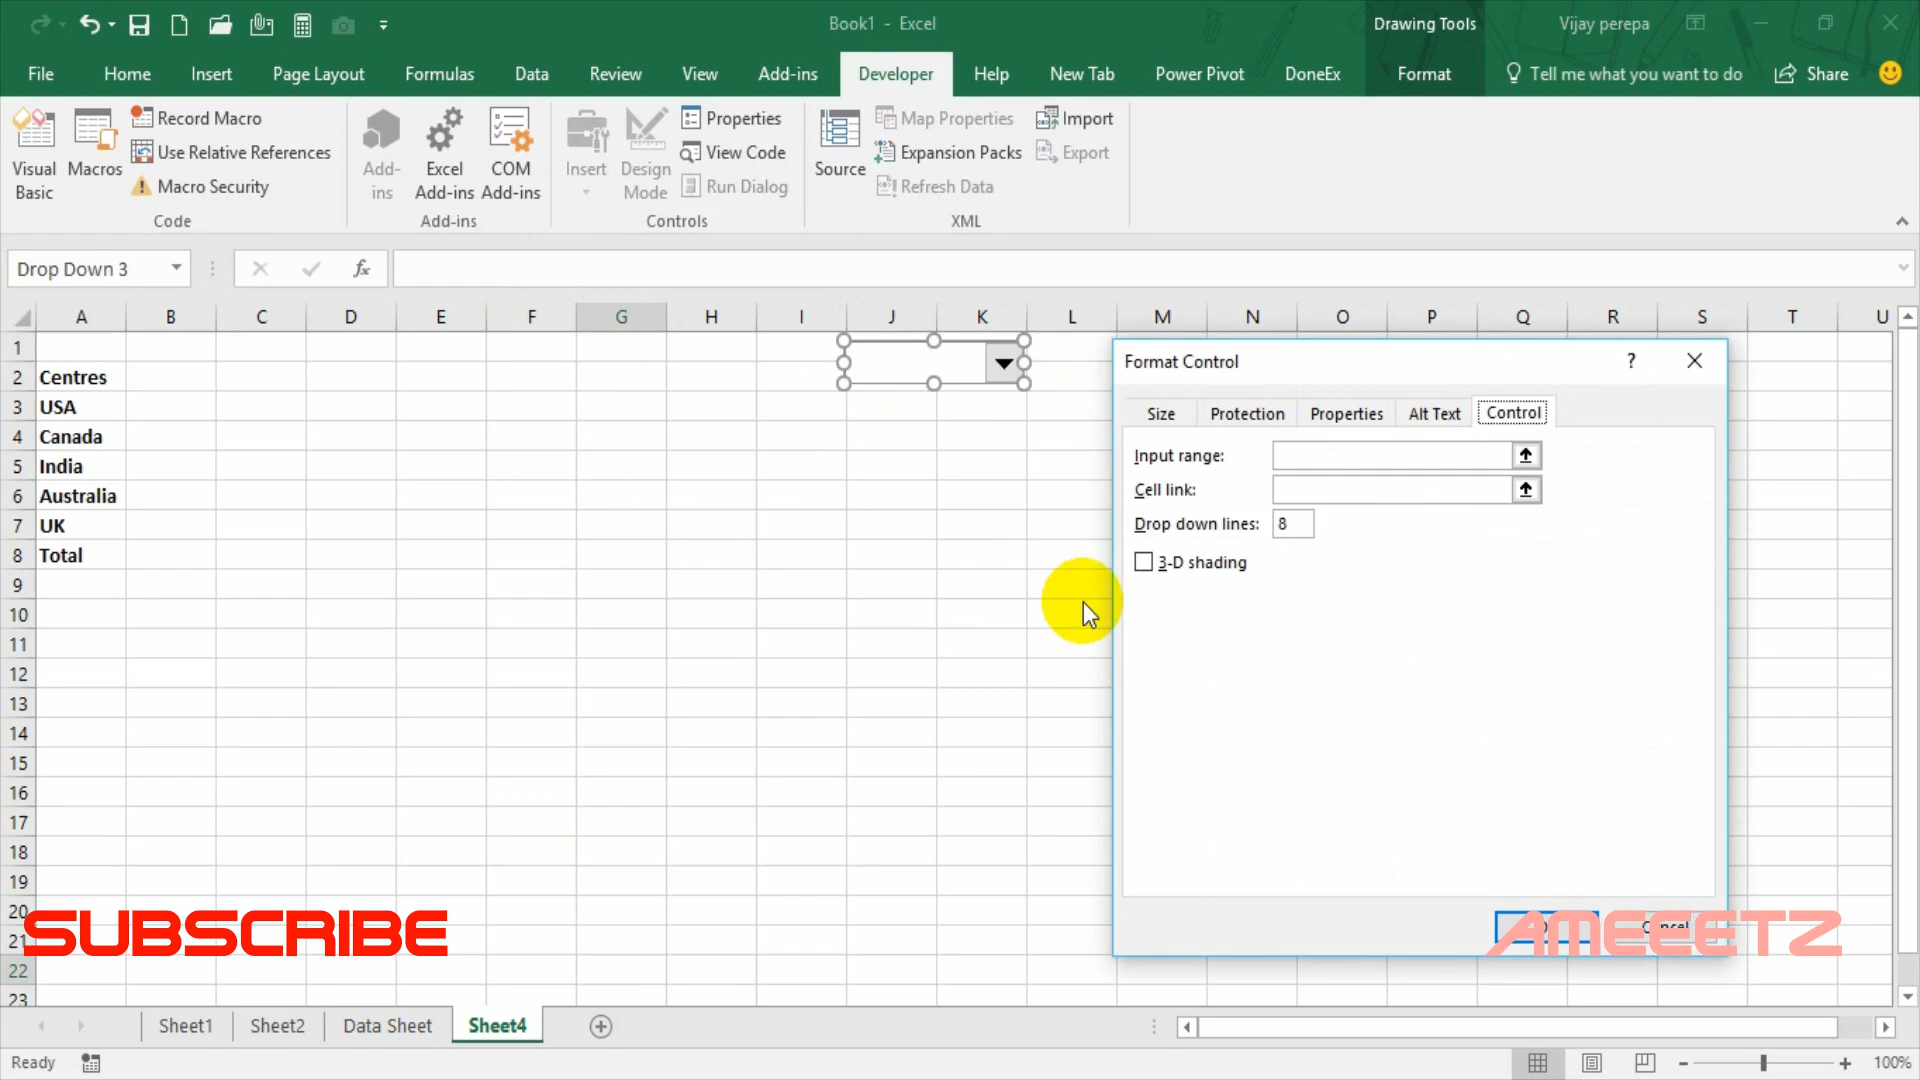 Book1 - Excel
Drawing Tools
Vijay perepa
File Home Insert Page Layout Formulas Data Review View Add-ins Developer Help New Tab Power Pivot DoneEx Format Tell me what you want to do Share
Visual Basic
Macros
Record Macro
Use Relative References
Macro Security
Code
Add-ins
Excel Add-ins
COM Add-ins
Add-ins
Insert
Design Mode
Properties
View Code
Run Dialog
Controls
Source
Map Properties
Expansion Packs
Refresh Data
Import
Export
XML
Drop Down 3
fx
A B C D E F G H I J K L M N O P Q R S T U
1
2 Centres
3 USA
4 Canada
5 India
6 Australia
7 UK
8 Total
9
10
11
12
13
14
15
16
17
18
19
20
21
22
23
Format Control ?
Size Protection Properties Alt Text Control
Input range:
Cell link:
Drop down lines: 8
3-D shading
Cancel
SUBSCRIBE
AMEEETZ
Sheet1 Sheet2 Data Sheet Sheet4
Ready
100%